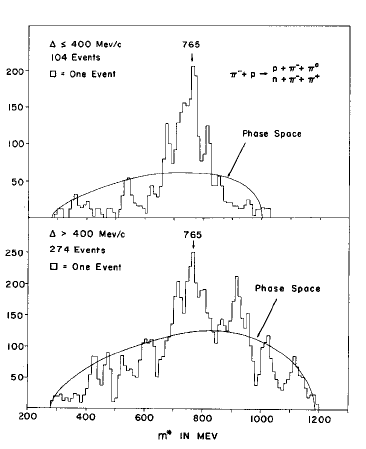 Δ ≤ 400 Mev/c
104 Events
□ = One Event
765
π⁻ + p → p + π⁻ + π⁰
n + π⁻ + π⁺
Phase Space
200
150
100
50
Δ > 400 Mev/c
274 Events
□ = One Event
765
Phase Space
250
200
150
100
50
200 400 600 800 1000 1200
m* IN MEV